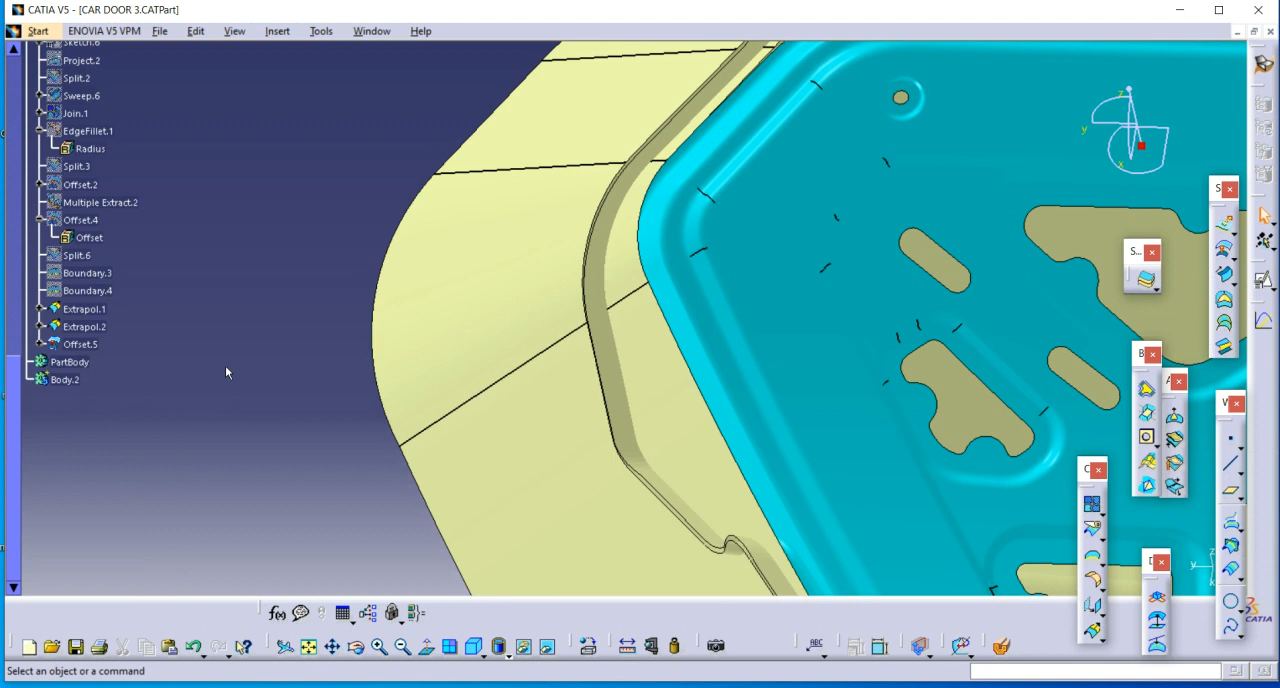 CATIA V5 - [CAR DOOR 3.CATPart]
Start ENOVIA V5 VPM File Edit View Insert Tools Window Help
Sketch.6
Project.2
Split.2
Sweep.6
Join.1
EdgeFillet.1
Radius
Split.3
Offset.2
Multiple Extract.2
Offset.4
Offset
Split.6
Boundary.3
Boundary.4
Extrapol.1
Extrapol.2
Offset.5
PartBody
Body.2
z
y
x
S
S...
B
A
W
C
D
z
y
f(x)
ABC
CATIA
Select an object or a command